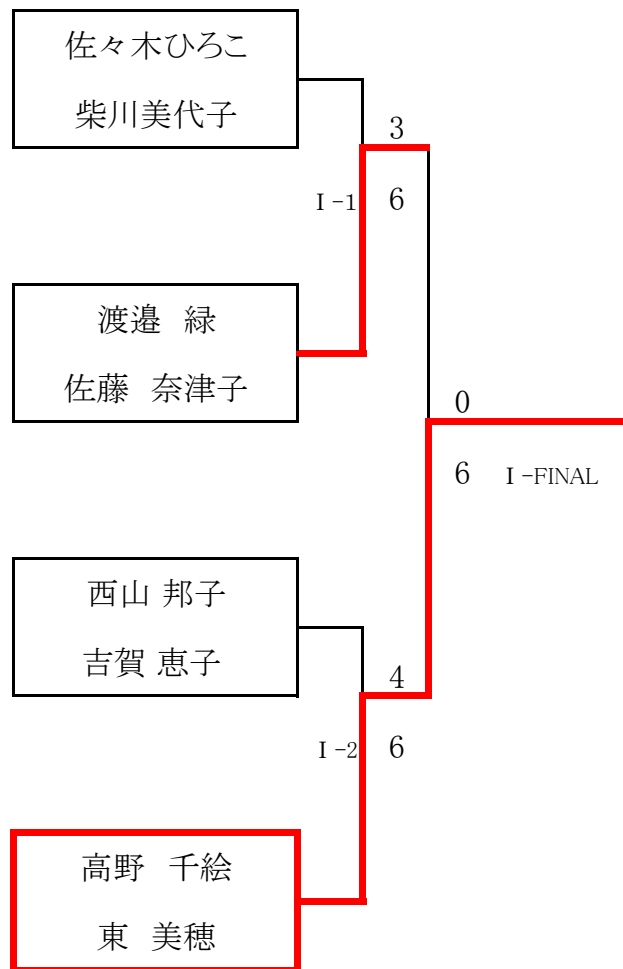 佐々木ひろこ
柴川美代子
3
I-1
6
渡邉 緑
佐藤 奈津子
0
6
I-FINAL
西山 邦子
吉賀 恵子
4
I-2
6
高野 千絵
東 美穂